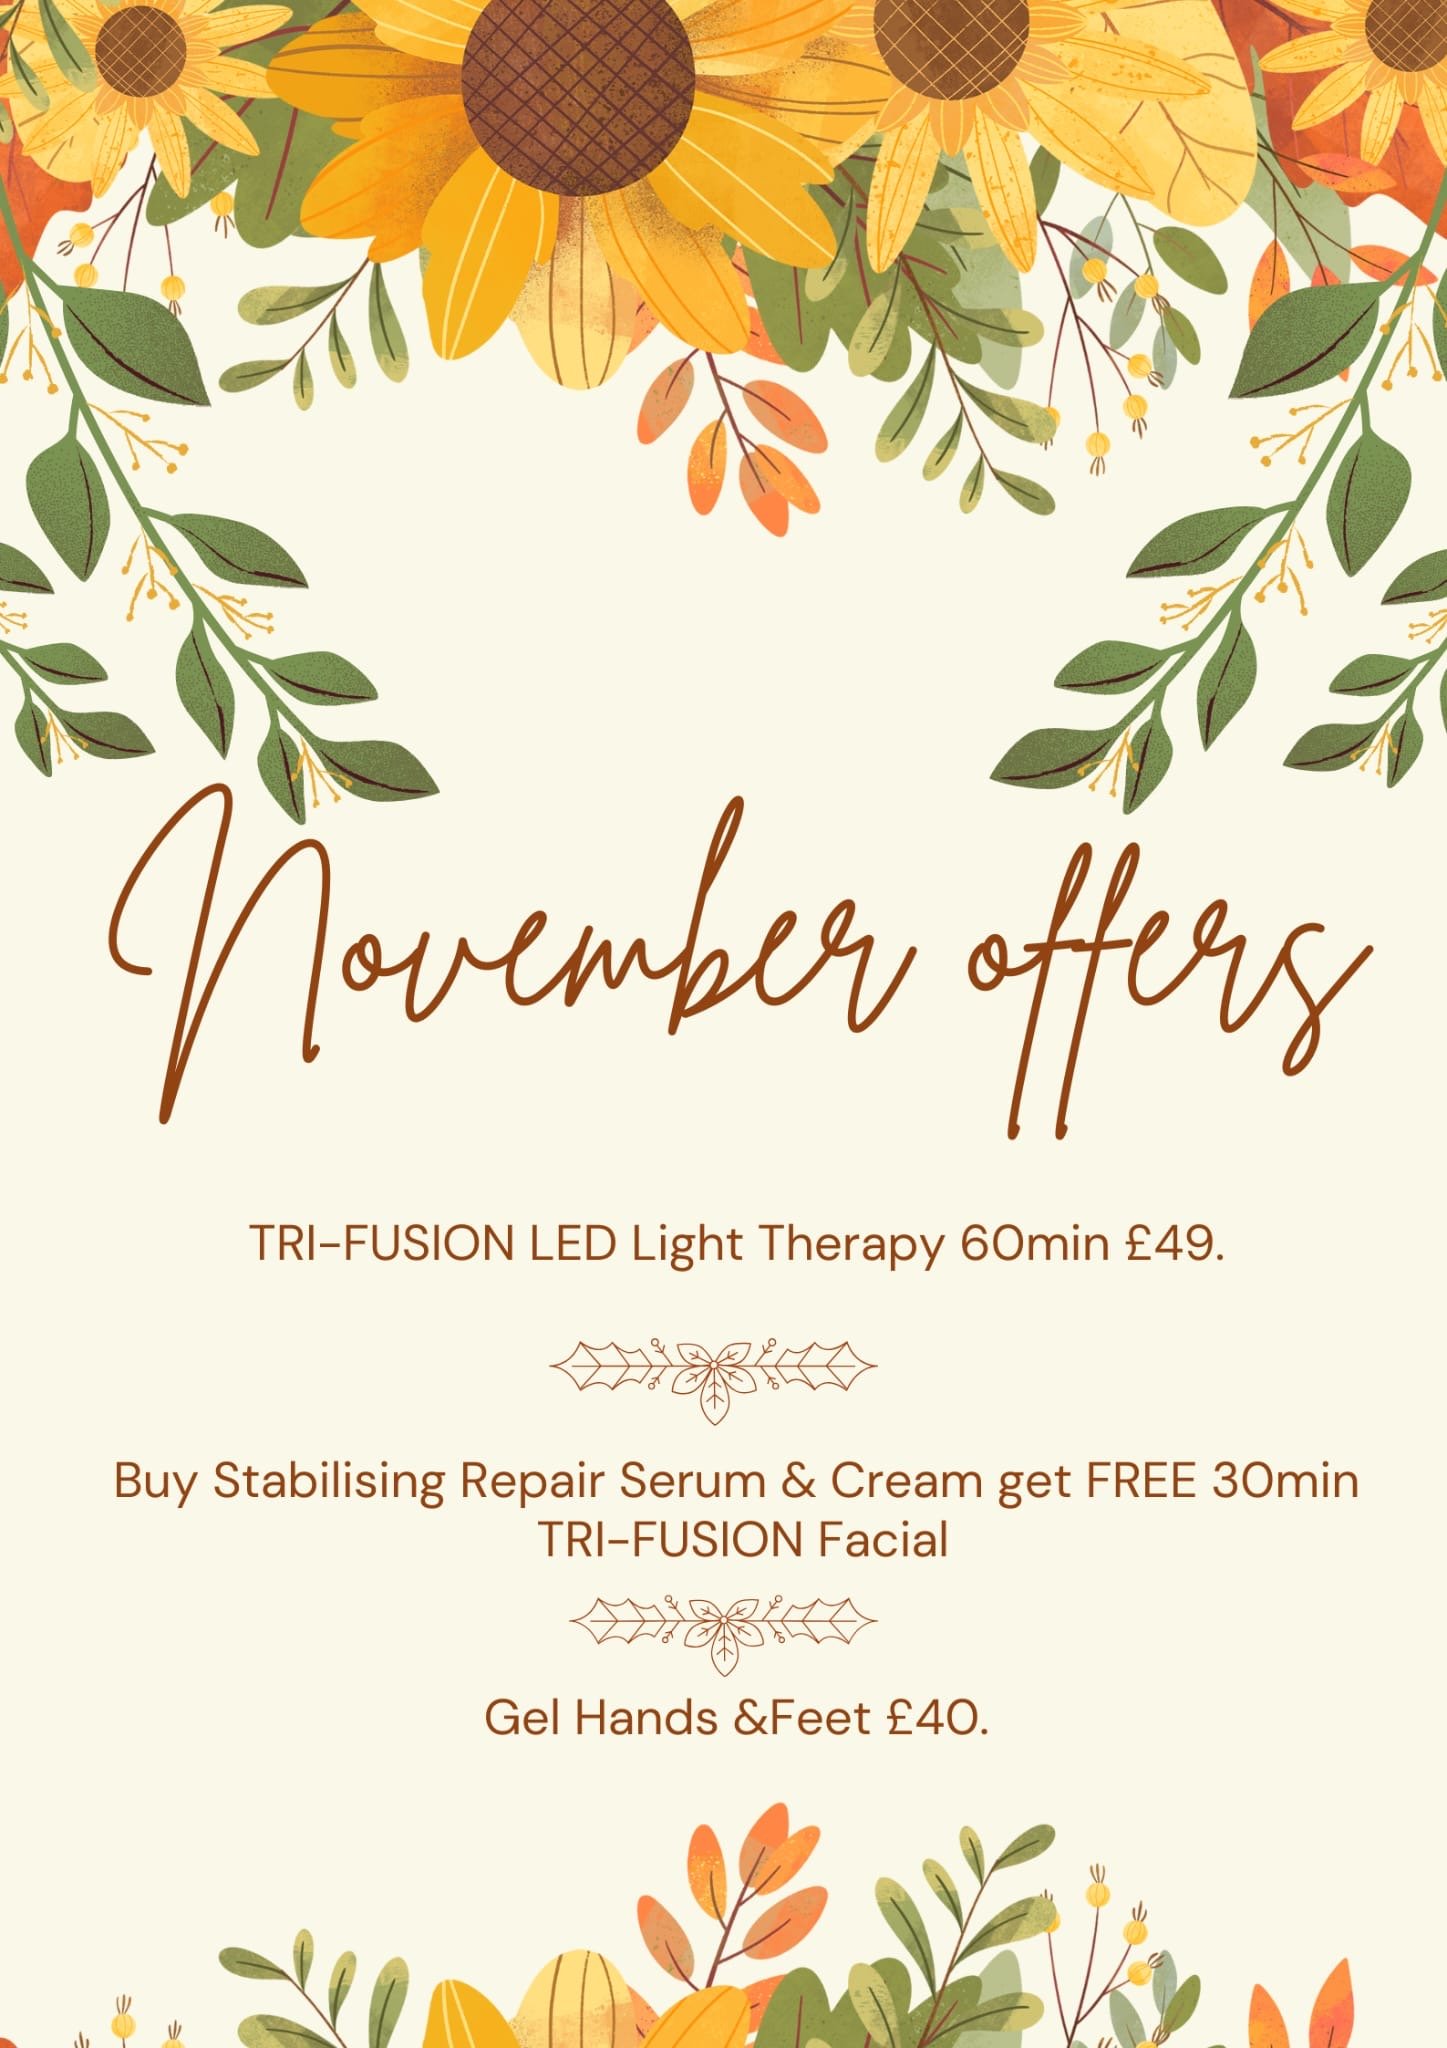 November offers
TRI-FUSION LED Light Therapy 60min £49.
Buy Stabilising Repair Serum & Cream get FREE 30min
TRI-FUSION Facial
Gel Hands &Feet £40.